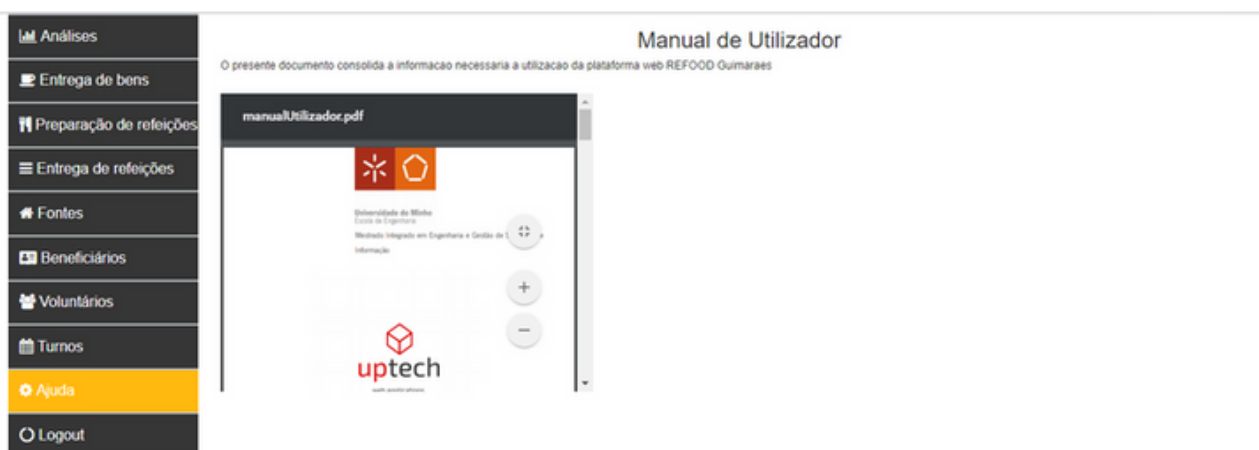 Análises
Entrega de bens
Preparação de refeições
Entrega de refeições
Fontes
Beneficiários
Voluntários
Turnos
Ajuda
Logout
Manual de Utilizador
O presente documento consolida a informacao necessaria a utilizacao da plataforma web REFOOD Guimaraes
manualUtilizador.pdf
Universidade do Minho
Escola de Engenharia
Mestrado Integrado em Engenharia e Gestão de
Informação
uptech